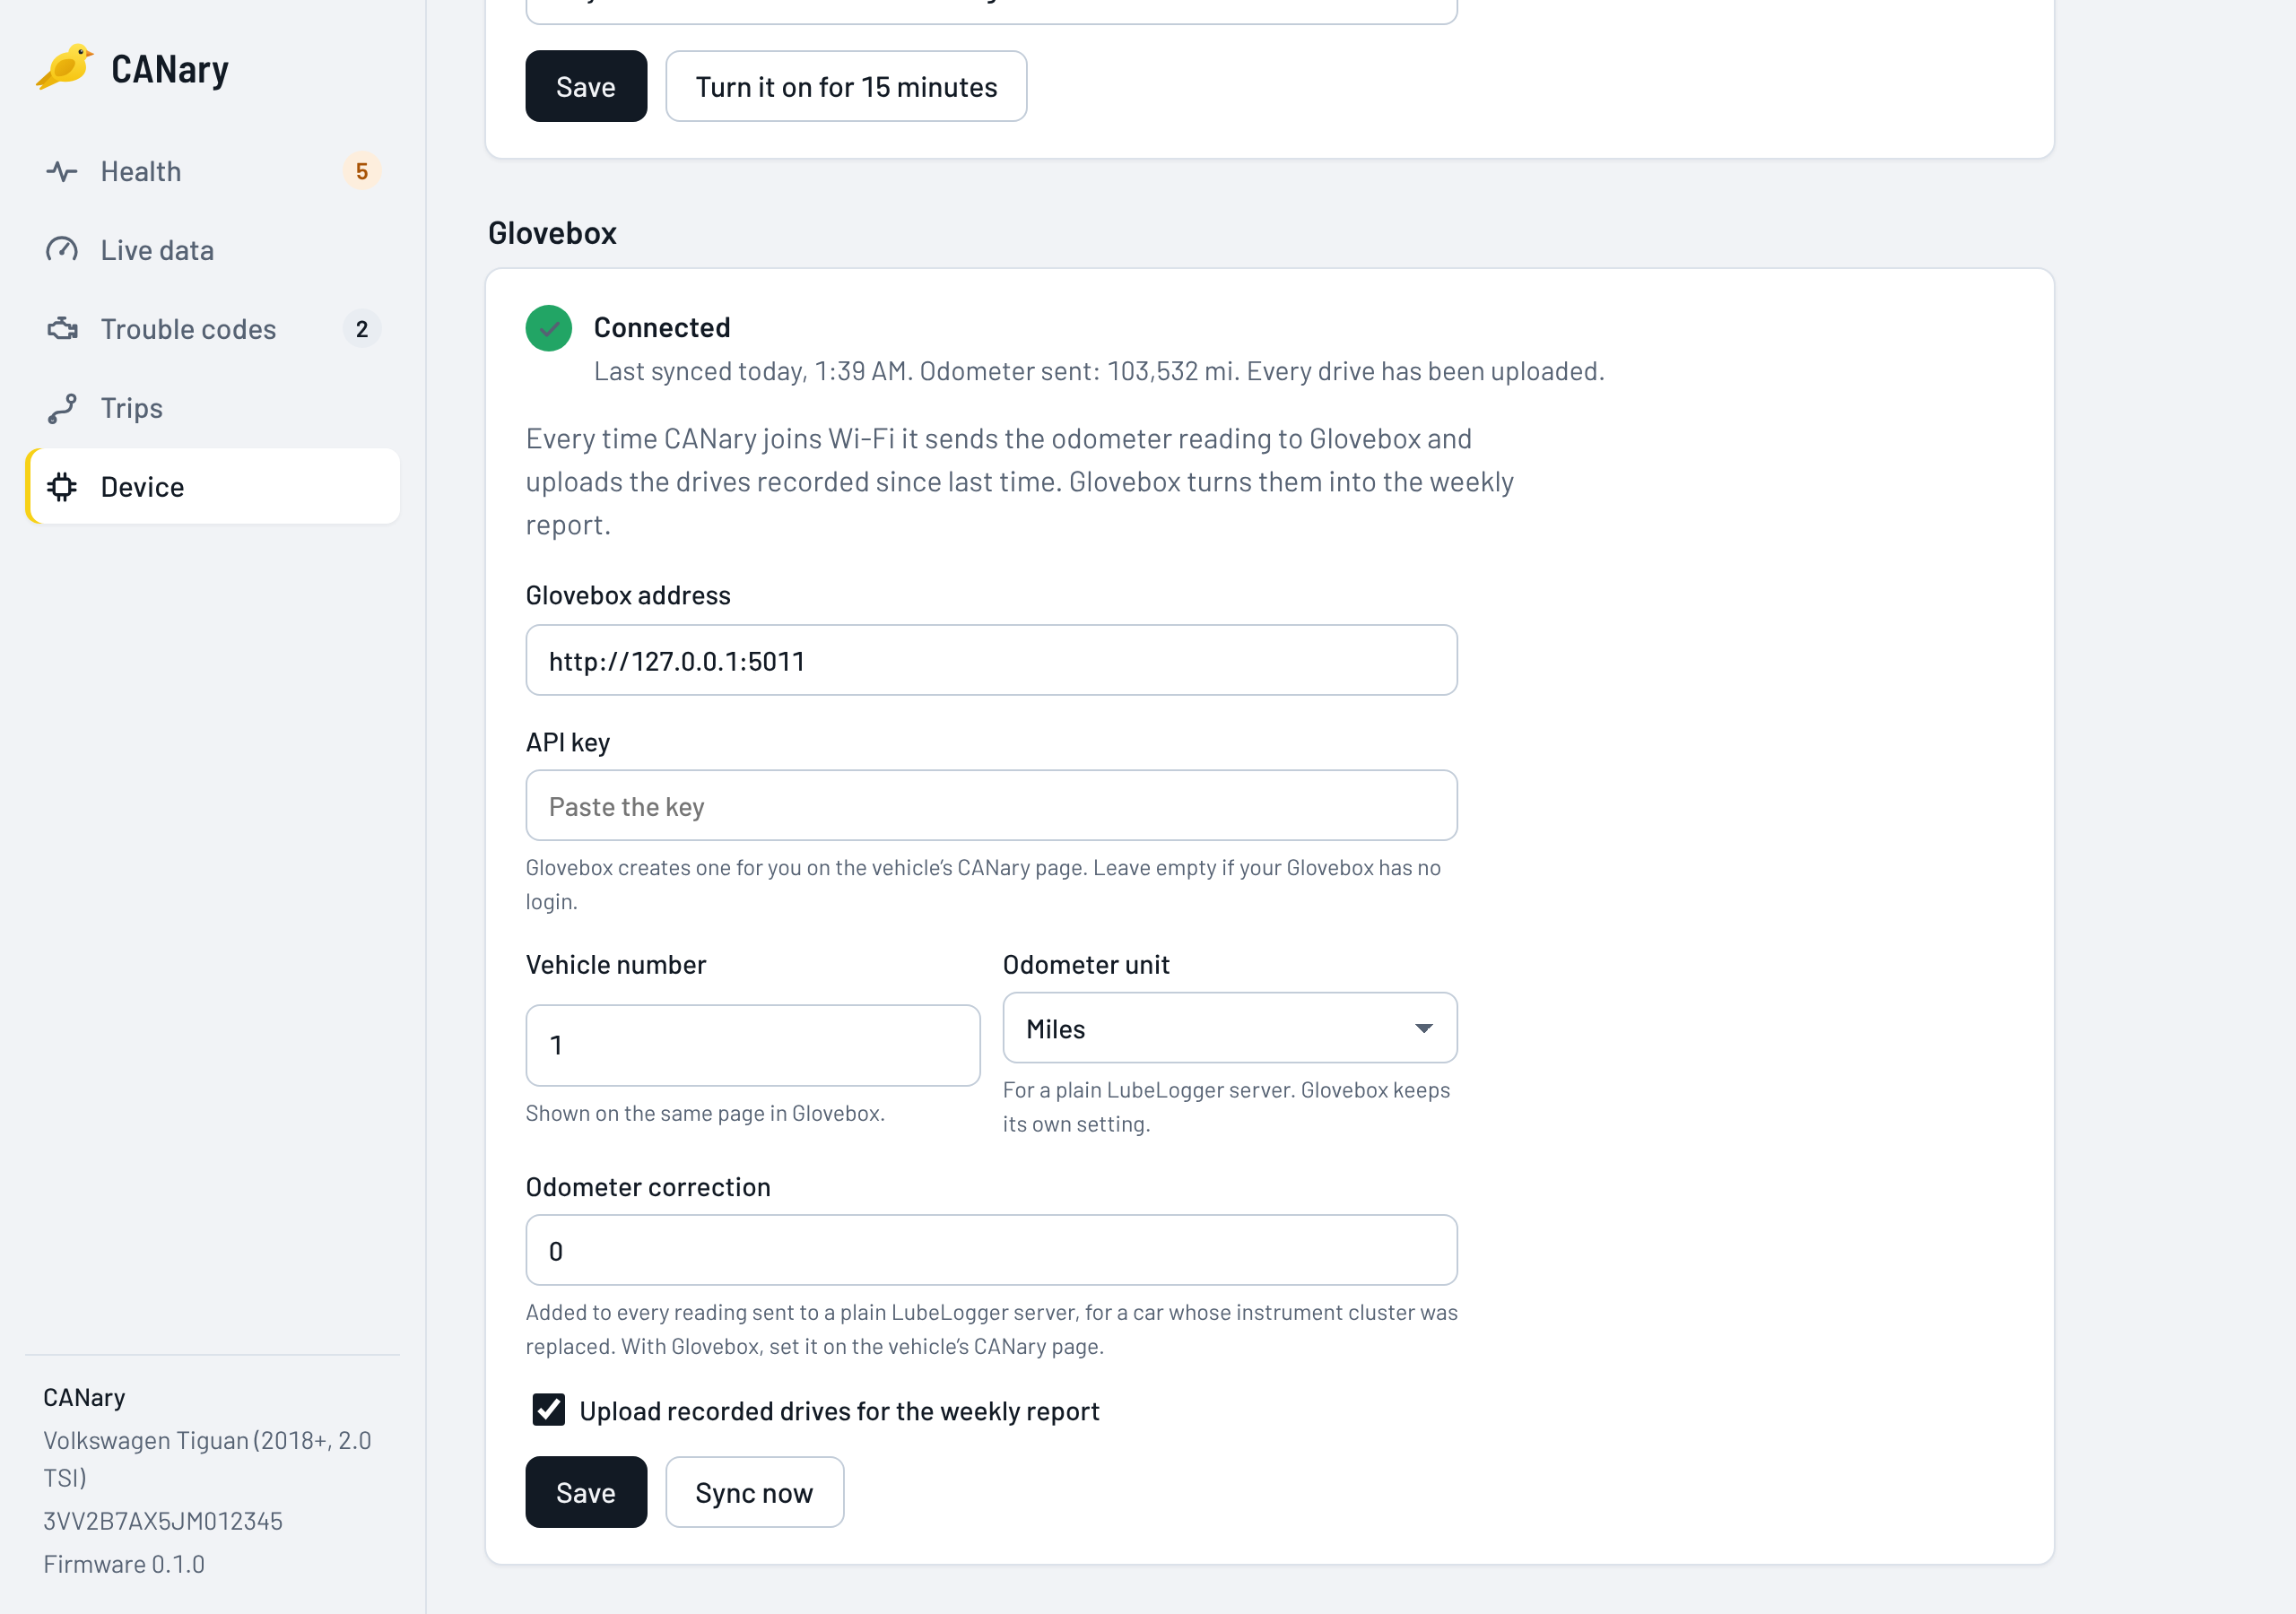 CANary
Health 5
Live data
Trouble codes 2
Trips
Device
CANary
Volkswagen Tiguan (2018+, 2.0
TSI)
3VV2B7AX5JM012345
Firmware 0.1.0
Save
Turn it on for 15 minutes
Glovebox
Connected
Last synced today, 1:39 AM. Odometer sent: 103,532 mi. Every drive has been uploaded.
Every time CANary joins Wi-Fi it sends the odometer reading to Glovebox and
uploads the drives recorded since last time. Glovebox turns them into the weekly
report.
Glovebox address
http://127.0.0.1:5011
API key
Paste the key
Glovebox creates one for you on the vehicle’s CANary page. Leave empty if your Glovebox has no
login.
Vehicle number
1
Shown on the same page in Glovebox.
Odometer unit
Miles
For a plain LubeLogger server. Glovebox keeps
its own setting.
Odometer correction
0
Added to every reading sent to a plain LubeLogger server, for a car whose instrument cluster was
replaced. With Glovebox, set it on the vehicle’s CANary page.
Upload recorded drives for the weekly report
Save
Sync now